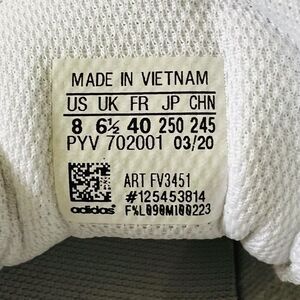 MADE IN VIETNAM
US UK FR JP CHN
8 6½ 40 250 245
PYV 702001 03/20
ART FV3451
#125453814
adidas F%L090M100223